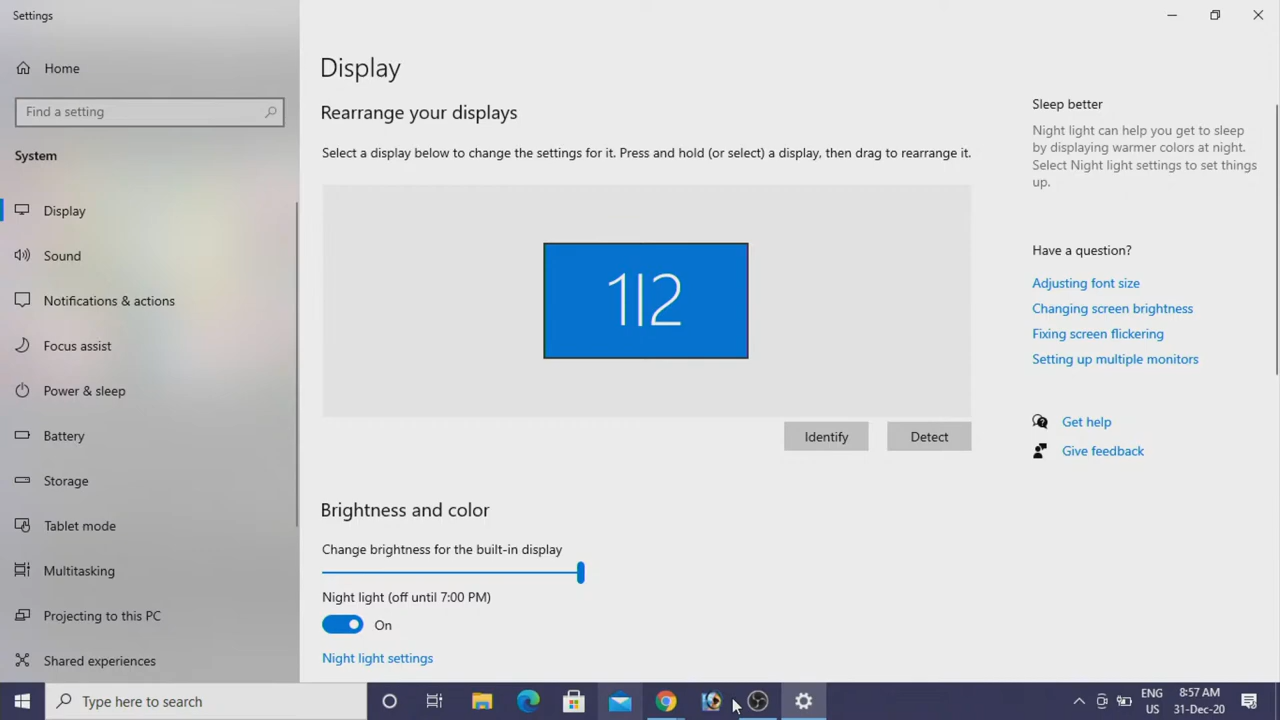 Settings
Home
Find a setting
System
Display
Sound
Notifications & actions
Focus assist
Power & sleep
Battery
Storage
Tablet mode
Multitasking
Projecting to this PC
Shared experiences
Display
Rearrange your displays
Select a display below to change the settings for it. Press and hold (or select) a display, then drag to rearrange it.
1|2
Identify
Detect
Brightness and color
Change brightness for the built-in display
Night light (off until 7:00 PM)
On
Night light settings
Sleep better
Night light can help you get to sleep
by displaying warmer colors at night.
Select Night light settings to set things
up.
Have a question?
Adjusting font size
Changing screen brightness
Fixing screen flickering
Setting up multiple monitors
Get help
Give feedback
Type here to search
ENG
US
8:57 AM
31-Dec-20